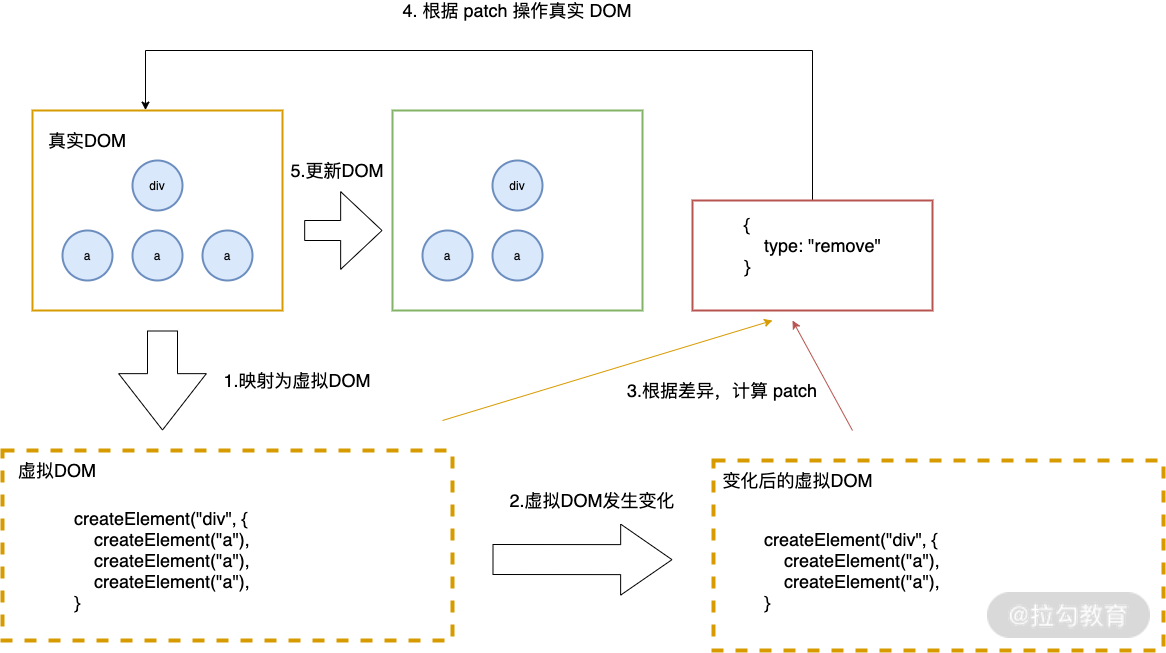 4. 根据 patch 操作真实 DOM
真实DOM
div
a
a
a
5.更新DOM
div
a
a
{
type: "remove"
}
1.映射为虚拟DOM
3.根据差异，计算 patch
虚拟DOM
createElement("div", {
createElement("a"),
createElement("a"),
createElement("a"),
}
2.虚拟DOM发生变化
变化后的虚拟DOM
createElement("div", {
createElement("a"),
createElement("a"),
}
@拉勾教育